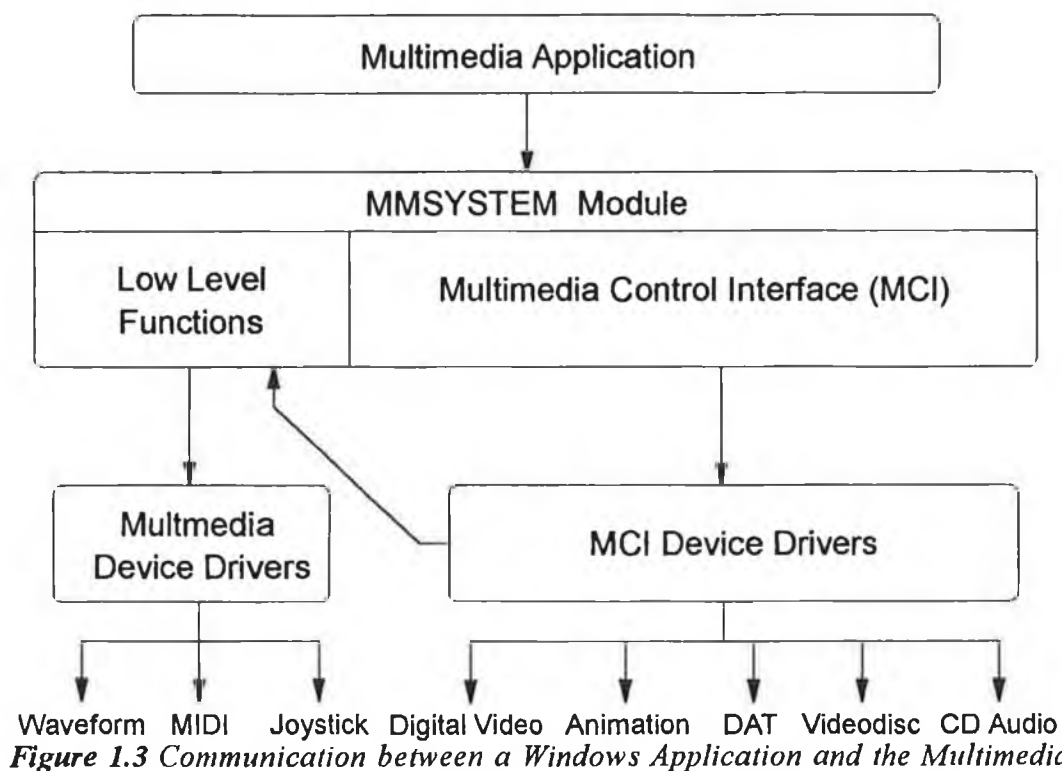 Multimedia Application
MMSYSTEM Module
Low Level
Functions
Multimedia Control Interface (MCI)
Multmedia
Device Drivers
MCI Device Drivers
Waveform MIDI Joystick Digital Video Animation DAT Videodisc CD Audio
Figure 1.3 Communication between a Windows Application and the Multimedia